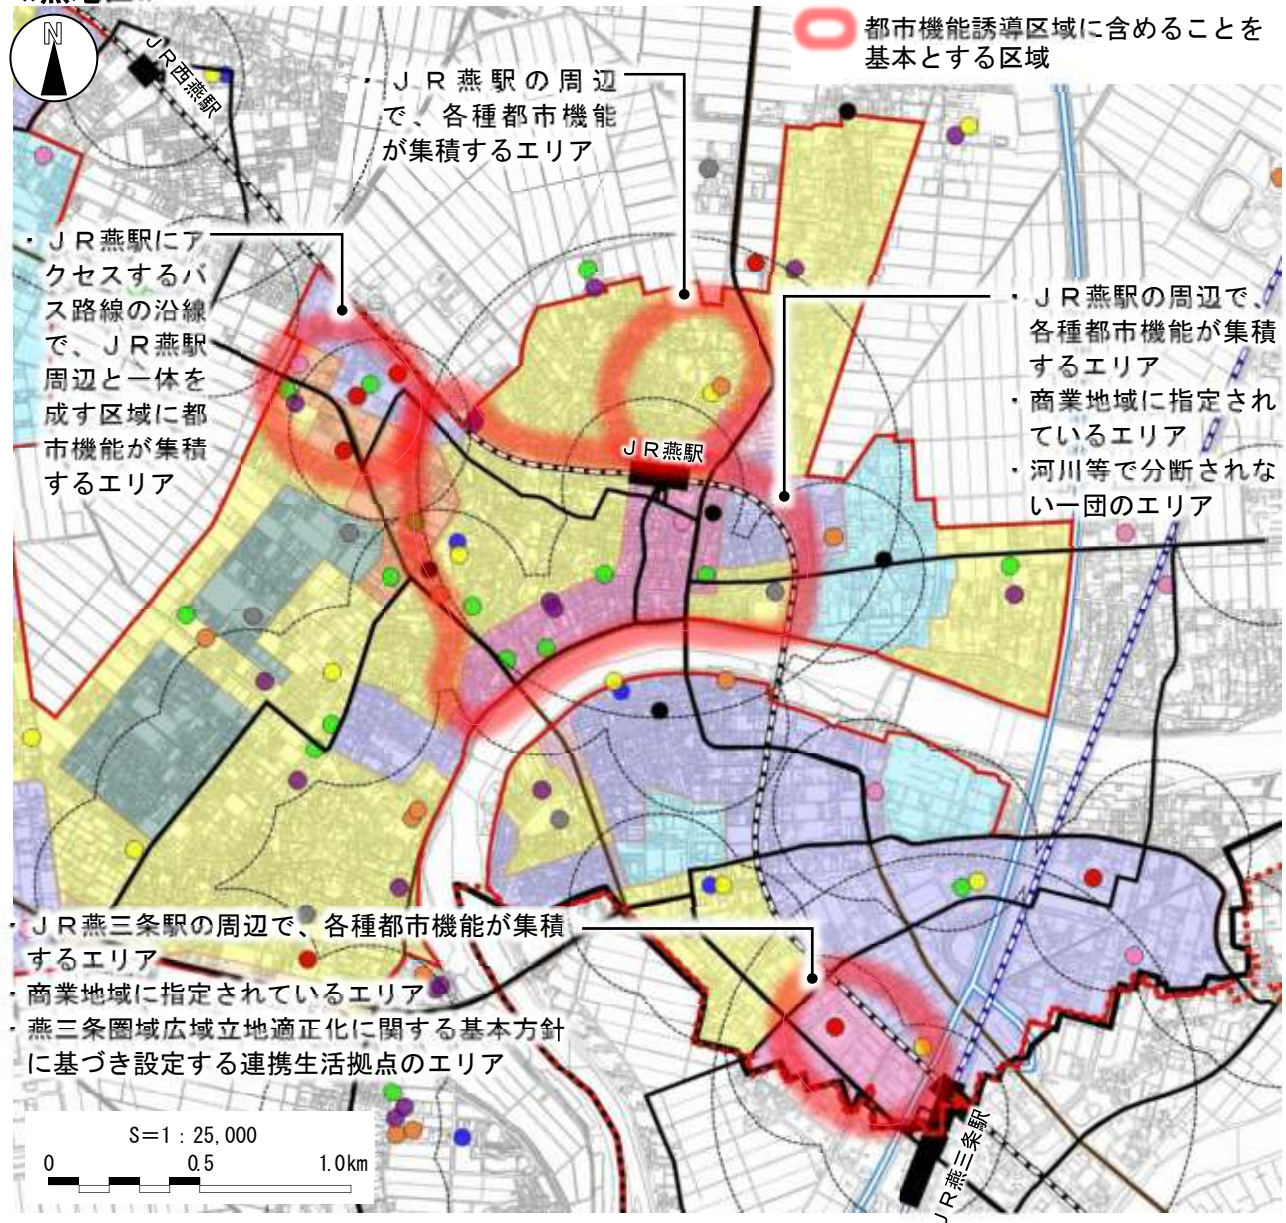 都市機能誘導区域に含めることを
基本とする区域
N
ＪＲ西燕駅
・ＪＲ燕駅の周辺
で、各種都市機能
が集積するエリア
・ＪＲ燕駅にア
クセスするバ
ス路線の沿線
で、ＪＲ燕駅
周辺と一体を
成す区域に都
市機能が集積
するエリア
・ＪＲ燕駅の周辺で、
各種都市機能が集積
するエリア
・商業地域に指定され
ているエリア
・河川等で分断されな
い一団のエリア
ＪＲ燕駅
・ＪＲ燕三条駅の周辺で、各種都市機能が集積
するエリア
・商業地域に指定されているエリア
・燕三条圏域広域立地適正化に関する基本方針
に基づき設定する連携生活拠点のエリア
S＝1：25,000
0 0.5 1.0km
ＪＲ燕三条駅